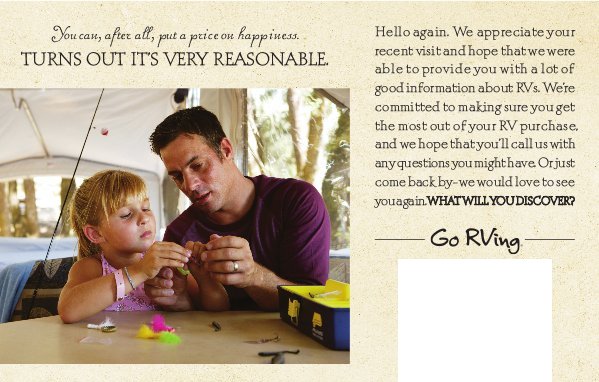 You can, after all, put a price on happiness.
TURNS OUT IT'S VERY REASONABLE.
Hello again. We appreciate your
recent visit and hope that we were
able to provide you with a lot of
good information about RVs. We're
committed to making sure you get
the most out of your RV purchase,
and we hope that you'll call us with
any questions you might have. Or just
come back by–we would love to see
you again. WHAT WILL YOU DISCOVER?
Go RVing